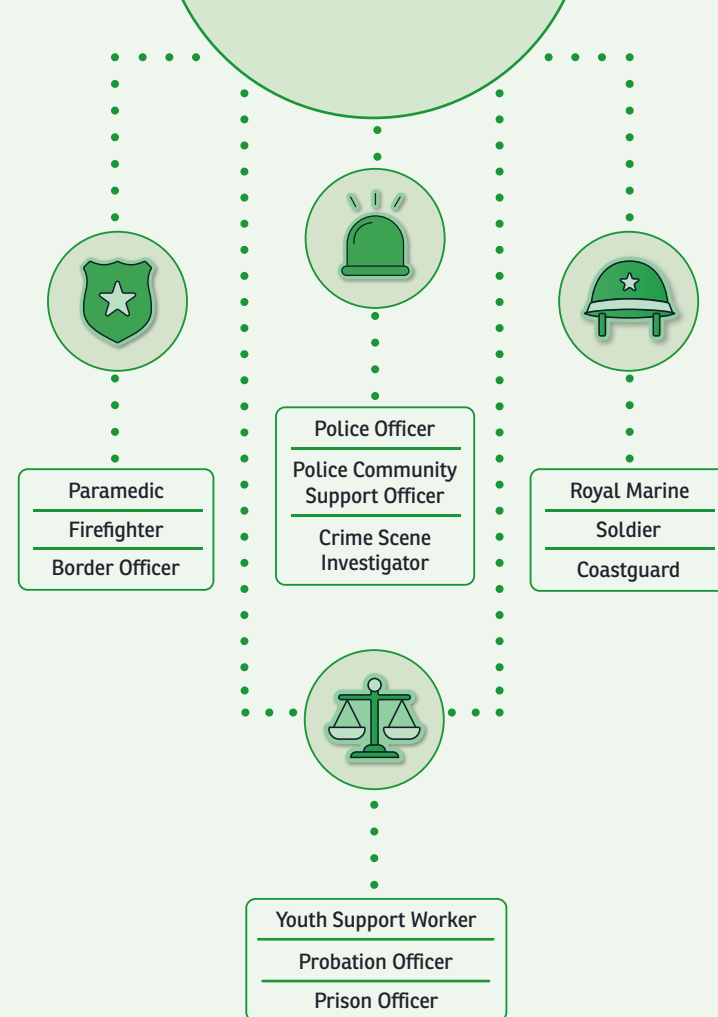 Paramedic
Firefighter
Border Officer
Police Officer
Police Community
Support Officer
Crime Scene
Investigator
Royal Marine
Soldier
Coastguard
Youth Support Worker
Probation Officer
Prison Officer